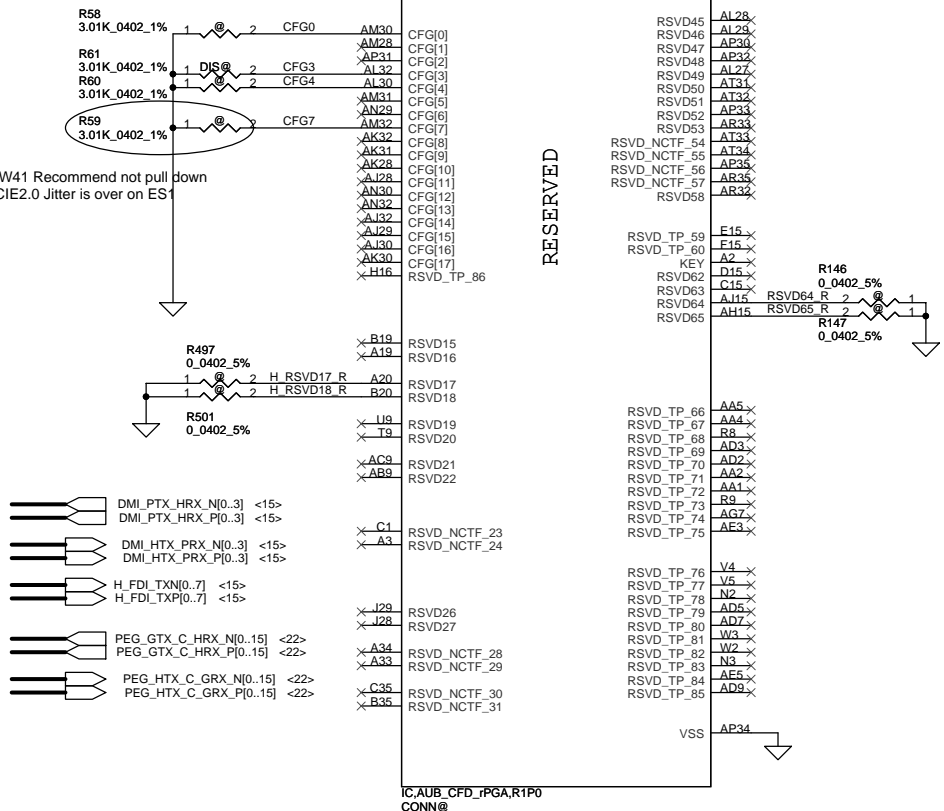 R58
3.01K_0402_1%
1 @ 2 CFG0 AM30 CFG[0]
AM28 CFG[1]
AP31 CFG[2]
R61
3.01K_0402_1%
1 DIS@ 2 CFG3 AL32 CFG[3]
R60
3.01K_0402_1%
1 @ 2 CFG4 AL30 CFG[4]
AM31 CFG[5]
AN29 CFG[6]
R59
3.01K_0402_1%
1 @ 2 CFG7 AM32 CFG[7]
AK32 CFG[8]
AK31 CFG[9]
AK28 CFG[10]
AJ28 CFG[11]
AN30 CFG[12]
AN32 CFG[13]
AJ32 CFG[14]
AJ29 CFG[15]
AJ30 CFG[16]
AK30 CFG[17]
H16 RSVD_TP_86
W41 Recommend not pull down
CIE2.0 Jitter is over on ES1
B19 RSVD15
A19 RSVD16
R497
0_0402_5%
1 @ 2 H_RSVD17_R A20 RSVD17
1 @ 2 H_RSVD18_R B20 RSVD18
R501
0_0402_5%
U9 RSVD19
T9 RSVD20
AC9 RSVD21
AB9 RSVD22
C1 RSVD_NCTF_23
A3 RSVD_NCTF_24
J29 RSVD26
J28 RSVD27
A34 RSVD_NCTF_28
A33 RSVD_NCTF_29
C35 RSVD_NCTF_30
B35 RSVD_NCTF_31
DMI_PTX_HRX_N[0..3] <15>
DMI_PTX_HRX_P[0..3] <15>
DMI_HTX_PRX_N[0..3] <15>
DMI_HTX_PRX_P[0..3] <15>
H_FDI_TXN[0..7] <15>
H_FDI_TXP[0..7] <15>
PEG_GTX_C_HRX_N[0..15] <22>
PEG_GTX_C_HRX_P[0..15] <22>
PEG_HTX_C_GRX_N[0..15] <22>
PEG_HTX_C_GRX_P[0..15] <22>
RESERVED
RSVD45 AL28
RSVD46 AL29
RSVD47 AP30
RSVD48 AP32
RSVD49 AL27
RSVD50 AT31
RSVD51 AT32
RSVD52 AP33
RSVD53 AR33
RSVD_NCTF_54 AT33
RSVD_NCTF_55 AT34
RSVD_NCTF_56 AP35
RSVD_NCTF_57 AR35
RSVD58 AR32
RSVD_TP_59 E15
RSVD_TP_60 F15
KEY A2
RSVD62 D15
RSVD63 C15
R146
0_0402_5%
RSVD64 AJ15 RSVD64_R 2 @ 1
RSVD65 AH15 RSVD65_R 2 @ 1
R147
0_0402_5%
RSVD_TP_66 AA5
RSVD_TP_67 AA4
RSVD_TP_68 R8
RSVD_TP_69 AD3
RSVD_TP_70 AD2
RSVD_TP_71 AA2
RSVD_TP_72 AA1
RSVD_TP_73 R9
RSVD_TP_74 AG7
RSVD_TP_75 AE3
RSVD_TP_76 V4
RSVD_TP_77 V5
RSVD_TP_78 N2
RSVD_TP_79 AD5
RSVD_TP_80 AD7
RSVD_TP_81 W3
RSVD_TP_82 W2
RSVD_TP_83 N3
RSVD_TP_84 AE5
RSVD_TP_85 AD9
VSS AP34
IC,AUB_CFD_rPGA,R1P0
CONN@